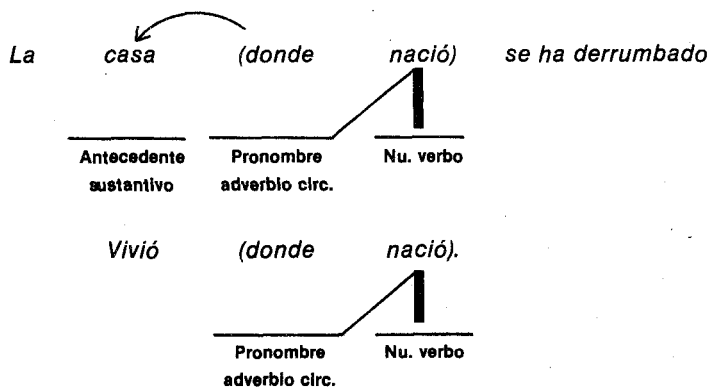 La casa (donde nació) se ha derrumbado
Antecedente Pronombre Nu. verbo
sustantivo adverbio circ.
Vivió (donde nació).
Pronombre Nu. verbo
adverbio circ.